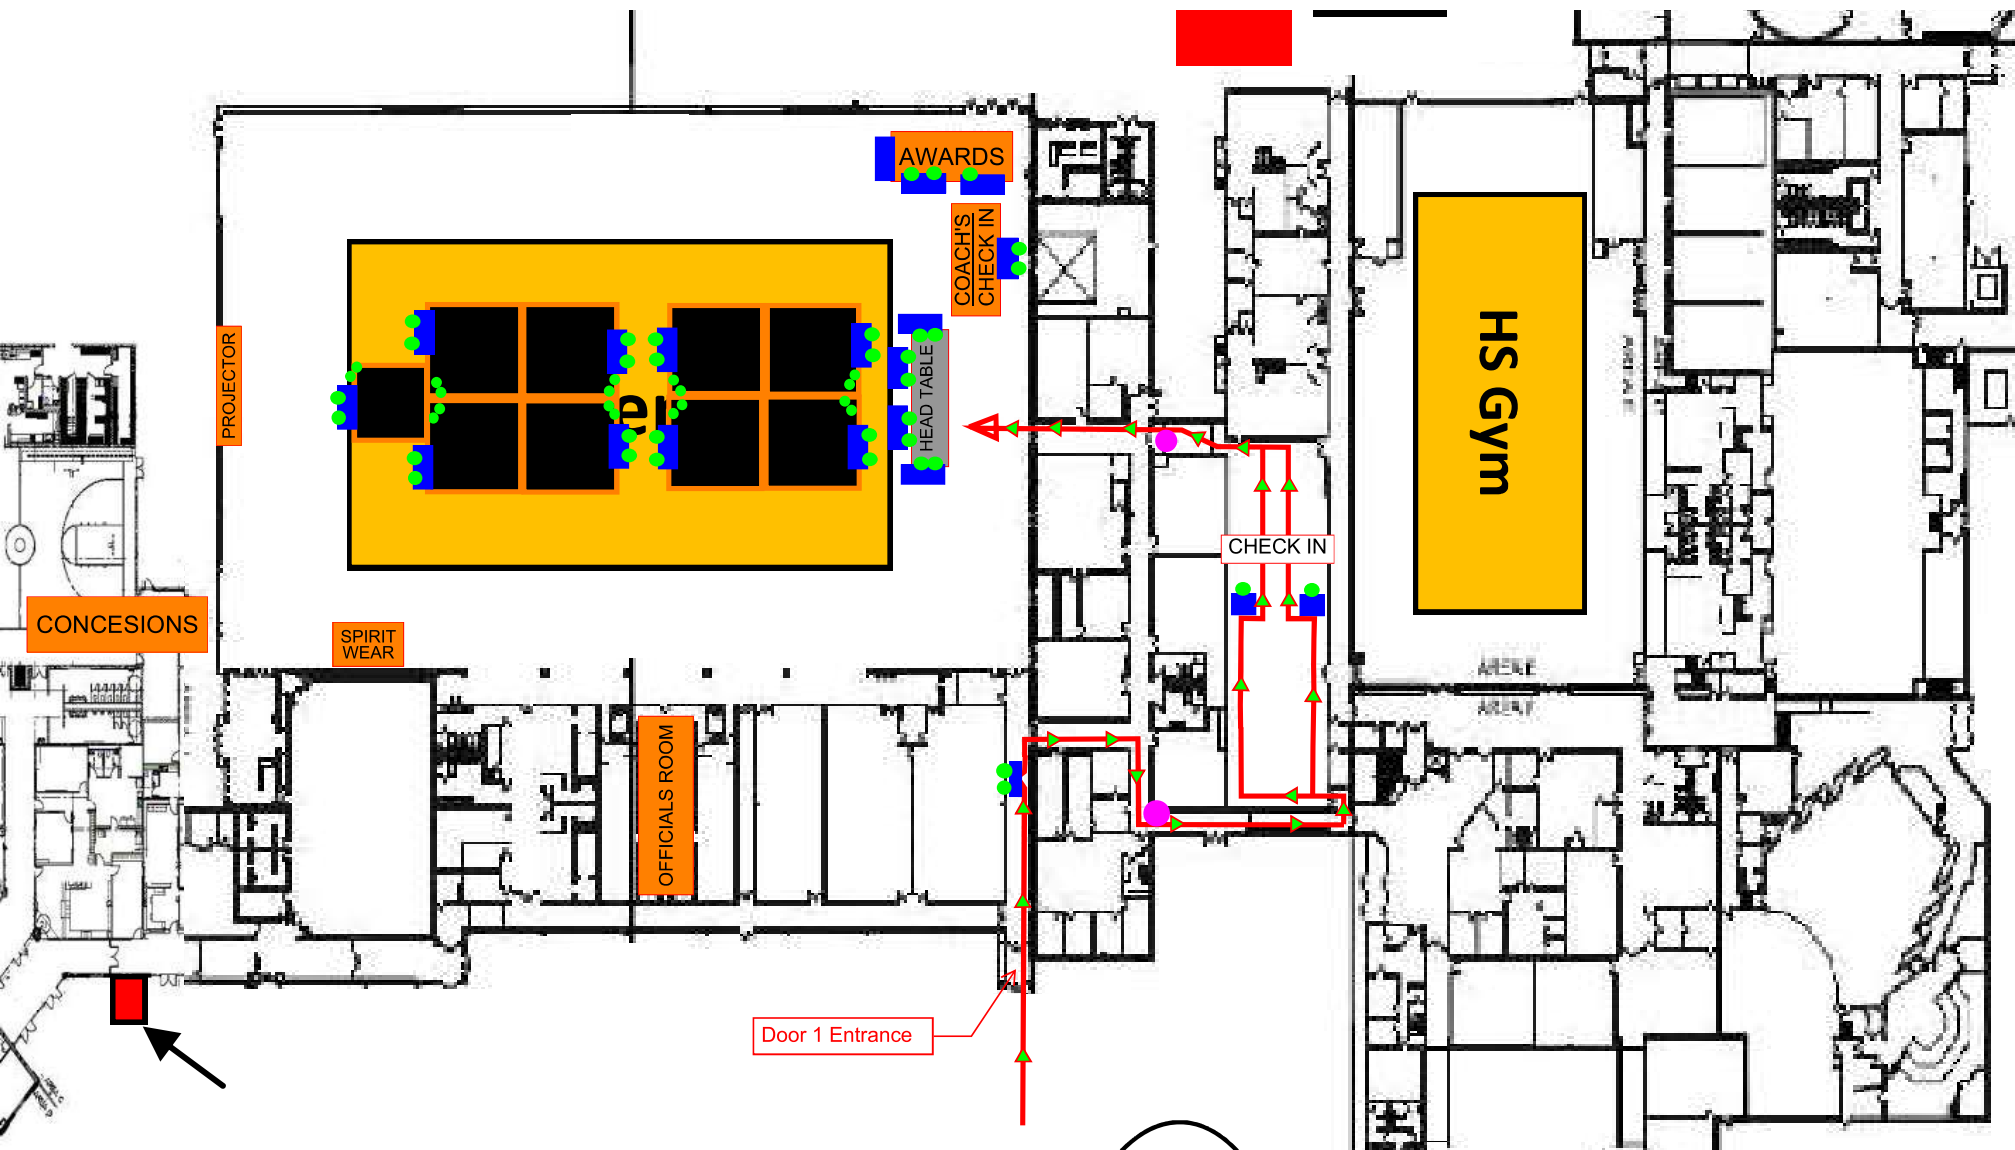 AWARDS
COACH'S
CHECK IN
PROJECTOR
HEAD TABLE
er
HS Gym
CHECK IN
CONCESIONS
SPIRIT
WEAR
OFFICIALS ROOM
Door 1 Entrance